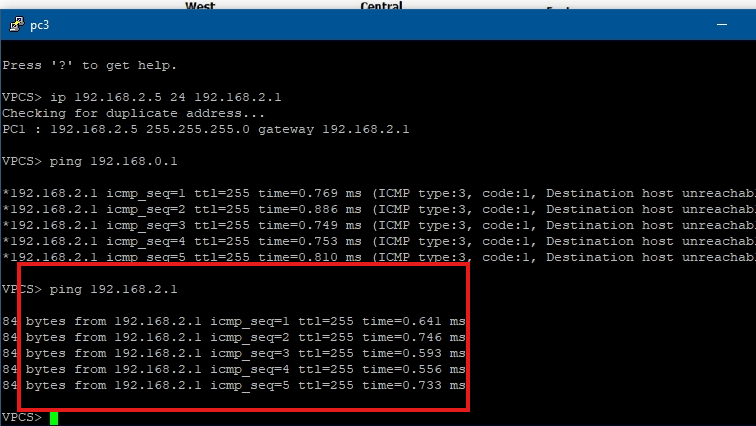 West Central
pc3
Press '?' to get help.
VPCS> ip 192.168.2.5 24 192.168.2.1
Checking for duplicate address...
PC1 : 192.168.2.5 255.255.255.0 gateway 192.168.2.1
VPCS> ping 192.168.0.1
*192.168.2.1 icmp_seq=1 ttl=255 time=0.769 ms (ICMP type:3, code:1, Destination host unreachabl
*192.168.2.1 icmp_seq=2 ttl=255 time=0.886 ms (ICMP type:3, code:1, Destination host unreachabl
*192.168.2.1 icmp_seq=3 ttl=255 time=0.749 ms (ICMP type:3, code:1, Destination host unreachabl
*192.168.2.1 icmp_seq=4 ttl=255 time=0.753 ms (ICMP type:3, code:1, Destination host unreachabl
*192.168.2.1 icmp_seq=5 ttl=255 time=0.810 ms (ICMP type:3, code:1, Destination host unreachabl
VPCS> ping 192.168.2.1
84 bytes from 192.168.2.1 icmp_seq=1 ttl=255 time=0.641 ms
84 bytes from 192.168.2.1 icmp_seq=2 ttl=255 time=0.746 ms
84 bytes from 192.168.2.1 icmp_seq=3 ttl=255 time=0.593 ms
84 bytes from 192.168.2.1 icmp_seq=4 ttl=255 time=0.556 ms
84 bytes from 192.168.2.1 icmp_seq=5 ttl=255 time=0.733 ms
VPCS>